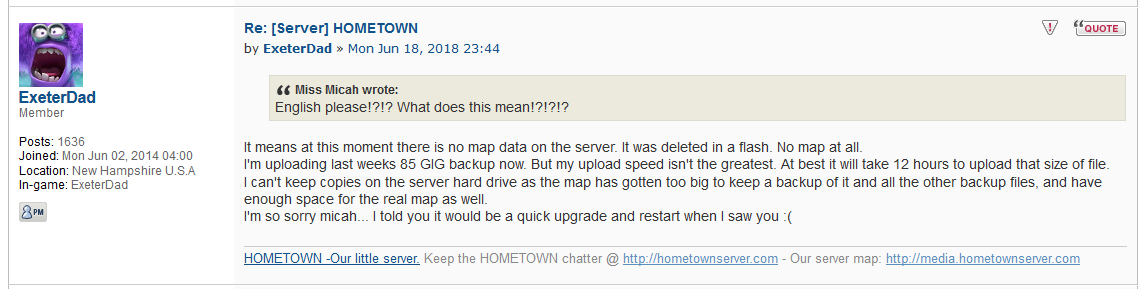 Re: [Server] HOMETOWN
QUOTE
by ExeterDad » Mon Jun 18, 2018 23:44
Miss Micah wrote:
English please!?!? What does this mean!?!?!?
ExeterDad
Member
Posts: 1636
Joined: Mon Jun 02, 2014 04:00
Location: New Hampshire U.S.A
In-game: ExeterDad
PM
It means at this moment there is no map data on the server. It was deleted in a flash. No map at all.
I'm uploading last weeks 85 GIG backup now. But my upload speed isn't the greatest. At best it will take 12 hours to upload that size of file.
I can't keep copies on the server hard drive as the map has gotten too big to keep a backup of it and all the other backup files, and have
enough space for the real map as well.
I'm so sorry micah... I told you it would be a quick upgrade and restart when I saw you :(
HOMETOWN -Our little server. Keep the HOMETOWN chatter @ http://hometownserver.com - Our server map: http://media.hometownserver.com